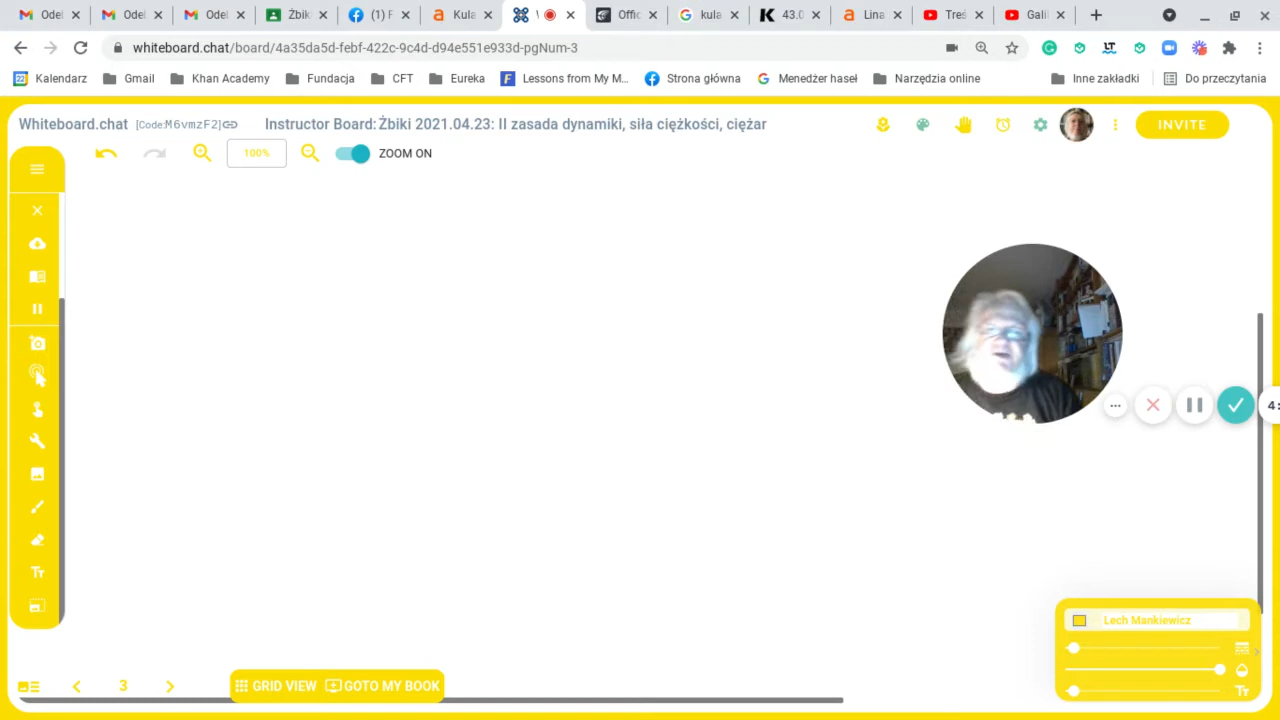 Odel
Odel
Odel
Żbik
(1) F
Kula
Offic
kula
43.0
Lina
Treś
Galil
whiteboard.chat/board/4a35da5d-febf-422c-9c4d-d94e551e933d-pgNum-3
Kalendarz
Gmail
Khan Academy
Fundacja
CFT
Eureka
Lessons from My M...
Strona główna
Menedżer haseł
Narzędzia online
Inne zakładki
Do przeczytania
Whiteboard.chat [Code:M6vmzF2]
Instructor Board: Żbiki 2021.04.23: II zasada dynamiki, siła ciężkości, ciężar
INVITE
100%
ZOOM ON
4:
Lech Mankiewicz
3
GRID VIEW
GOTO MY BOOK